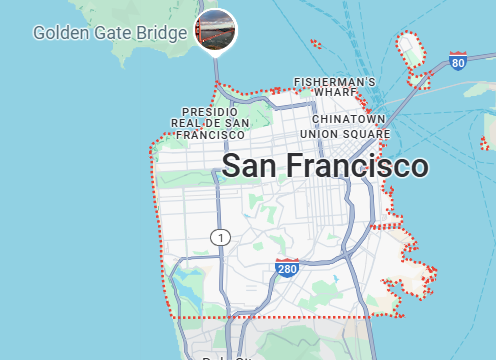 Golden Gate Bridge
80
FISHERMAN'S
WHARF
PRESIDIO
REAL DE SAN
FRANCISCO
CHINATOWN
UNION SQUARE
San Francisco
1
280